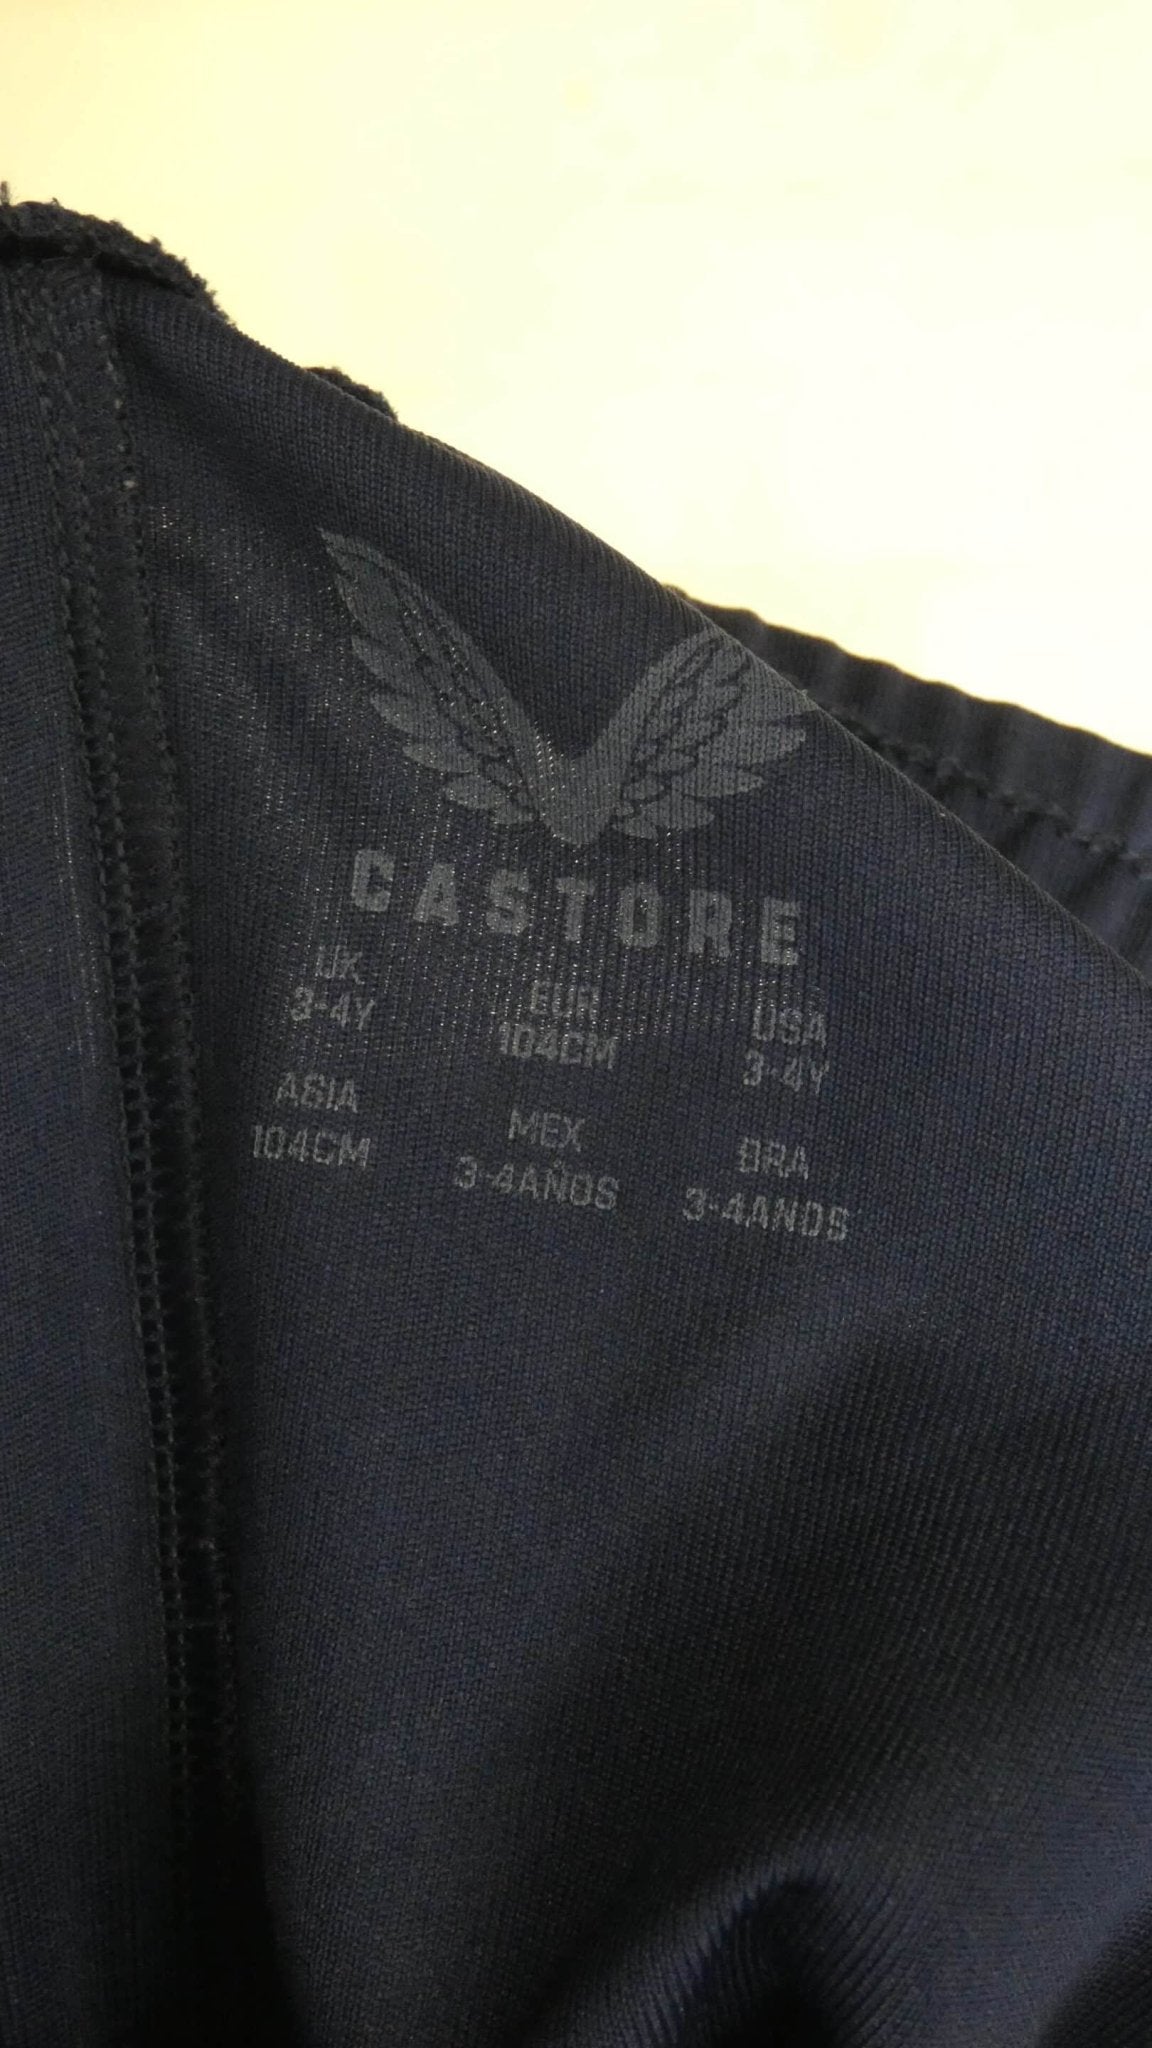 CASTORE
UK EUR USA
3-4Y 104CM 3-4Y
ASIA MEX BRA
104CM 3-4AÑOS 3-4ANOS